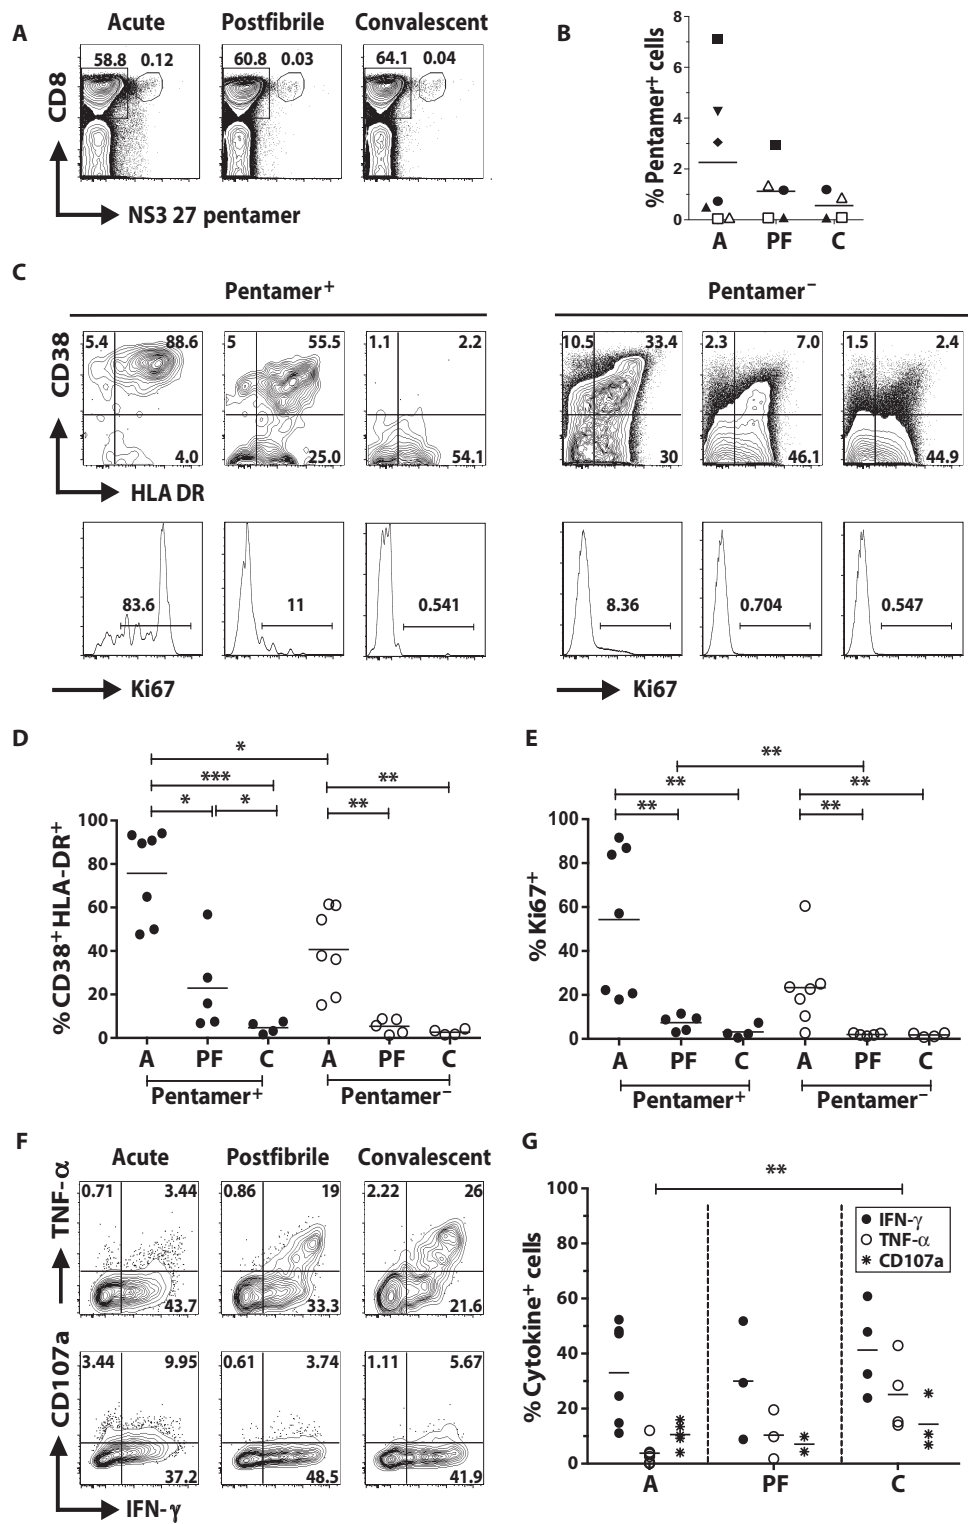 A
Acute
Postfibrile
Convalescent
58.8
0.12
60.8
0.03
64.1
0.04
CD8
NS3 27 pentamer
B
% Pentamer+ cells
8
6
4
2
0
A
PF
C
C
Pentamer+
Pentamer−
CD38
5.4
88.6
4.0
5
55.5
25.0
1.1
2.2
54.1
10.5
33.4
30
2.3
7.0
46.1
1.5
2.4
44.9
HLA DR
83.6
11
0.541
8.36
0.704
0.547
Ki67
Ki67
D
*
***
**
*
*
**
% CD38+ HLA-DR+
100
80
60
40
20
0
A
PF
C
A
PF
C
Pentamer+
Pentamer−
E
**
**
**
**
**
% Ki67+
100
80
60
40
20
0
A
PF
C
A
PF
C
Pentamer+
Pentamer−
F
Acute
Postfibrile
Convalescent
TNF-α
0.71
3.44
43.7
0.86
19
33.3
2.22
26
21.6
CD107a
3.44
9.95
37.2
0.61
3.74
48.5
1.11
5.67
41.9
IFN-γ
G
**
% Cytokine+ cells
100
80
60
40
20
0
IFN-γ
TNF-α
CD107a
A
PF
C